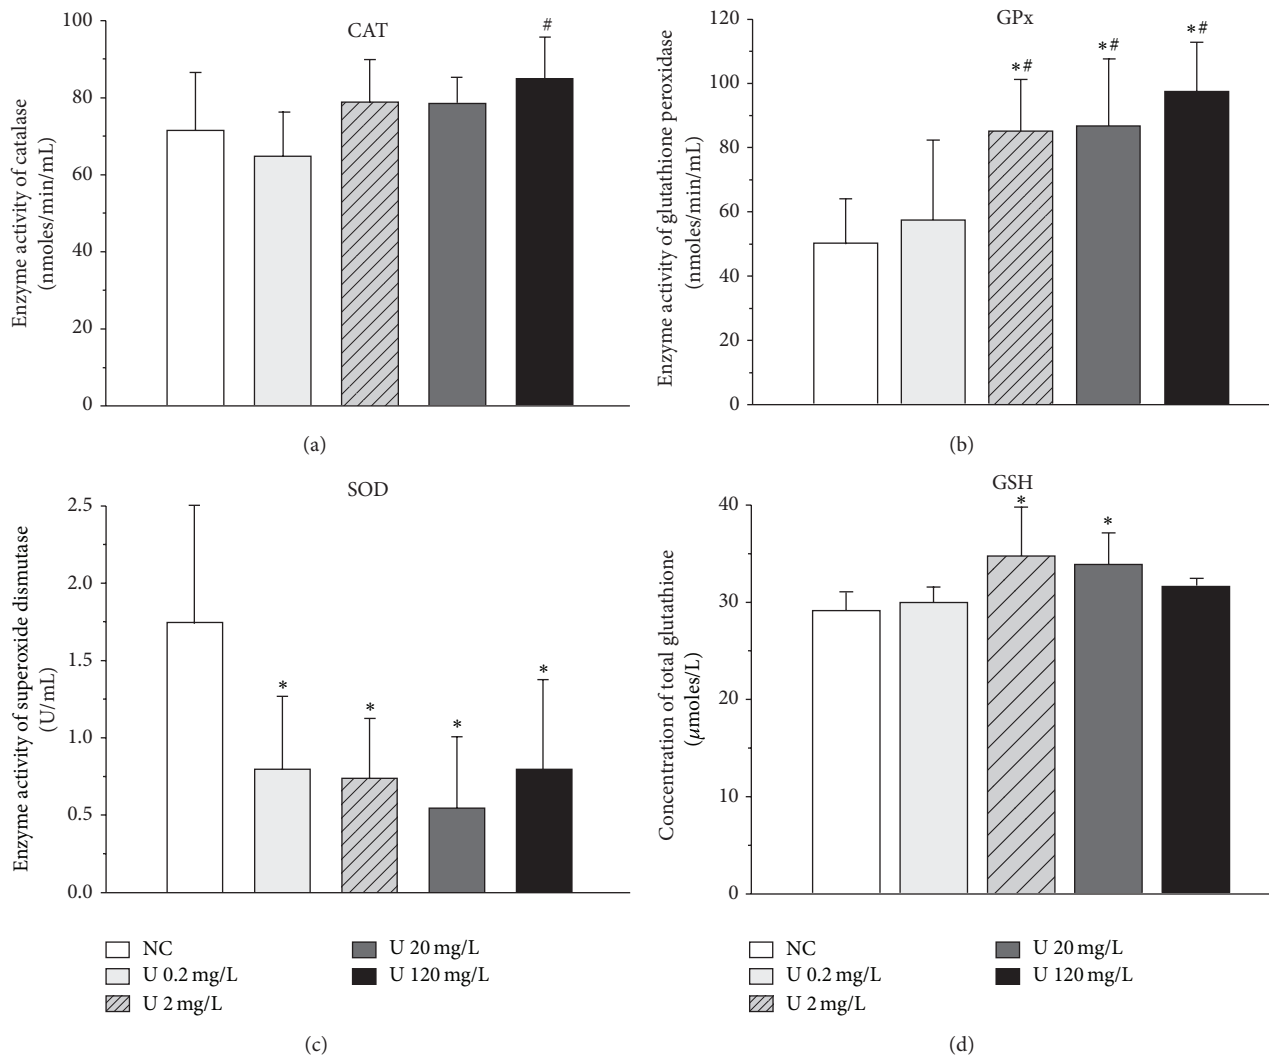 CAT
Enzyme activity of catalase
(nmoles/min/mL)
100
80
60
40
20
0
#
(a)
GPx
Enzyme activity of glutathione peroxidase
(nmoles/min/mL)
120
100
80
60
40
20
0
*#
*#
*#
(b)
SOD
Enzyme activity of superoxide dismutase
(U/mL)
2.5
2.0
1.5
1.0
0.5
0.0
*
*
*
*
NC
U 0.2 mg/L
U 2 mg/L
U 20 mg/L
U 120 mg/L
(c)
GSH
Concentration of total glutathione
(μmoles/L)
40
30
20
10
0
*
*
NC
U 0.2 mg/L
U 2 mg/L
U 20 mg/L
U 120 mg/L
(d)